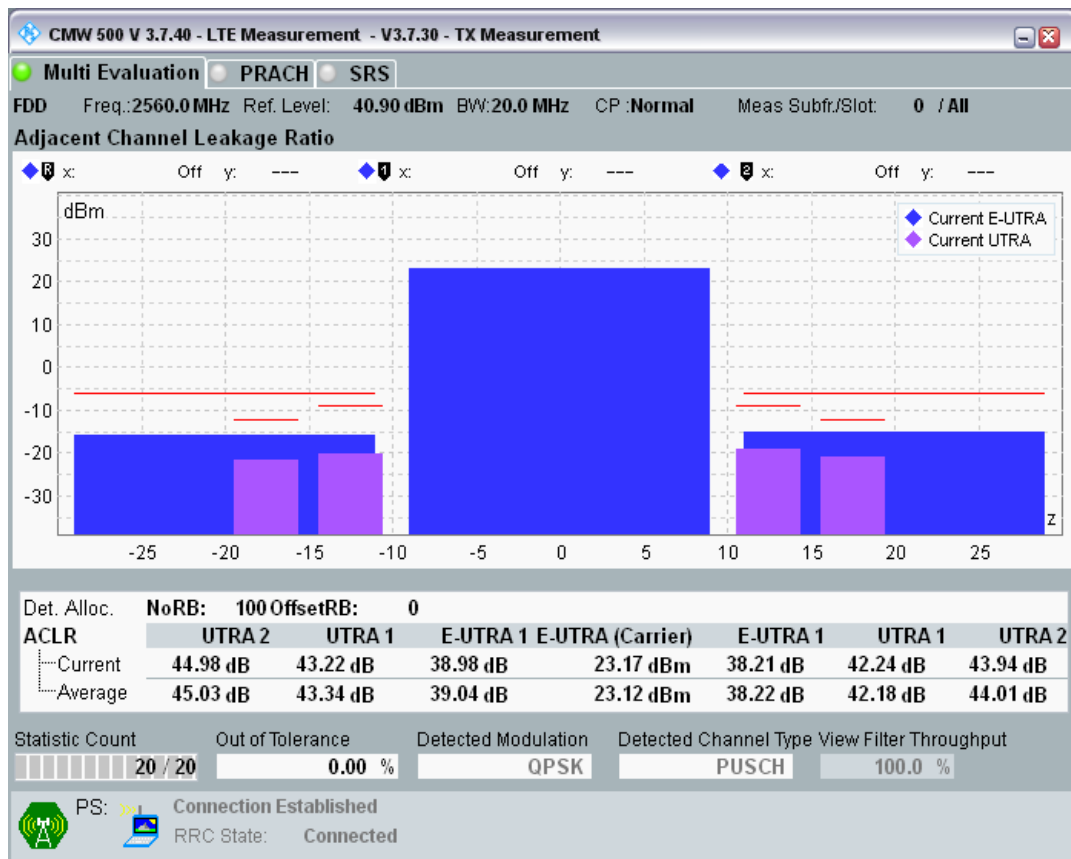 CMW 500 V 3.7.40 - LTE Measurement - V3.7.30 - TX Measurement
Multi Evaluation PRACH SRS
FDD Freq.:2560.0 MHz Ref. Level: 40.90 dBm BW:20.0 MHz CP :Normal Meas Subfr./Slot: 0 / All
Adjacent Channel Leakage Ratio
R x: Off y: --- 1 x: Off y: --- 2 x: Off y: ---
dBm
Current E-UTRA
Current UTRA
30
20
10
0
-10
-20
-30
z
-25 -20 -15 -10 -5 0 5 10 15 20 25
Det. Alloc. NoRB: 100 OffsetRB: 0
ACLR UTRA 2 UTRA 1 E-UTRA 1 E-UTRA (Carrier) E-UTRA 1 UTRA 1 UTRA 2
Current 44.98 dB 43.22 dB 38.98 dB 23.17 dBm 38.21 dB 42.24 dB 43.94 dB
Average 45.03 dB 43.34 dB 39.04 dB 23.12 dBm 38.22 dB 42.18 dB 44.01 dB
Statistic Count Out of Tolerance Detected Modulation Detected Channel Type View Filter Throughput
20 / 20 0.00 % QPSK PUSCH 100.0 %
PS: Connection Established
RRC State: Connected